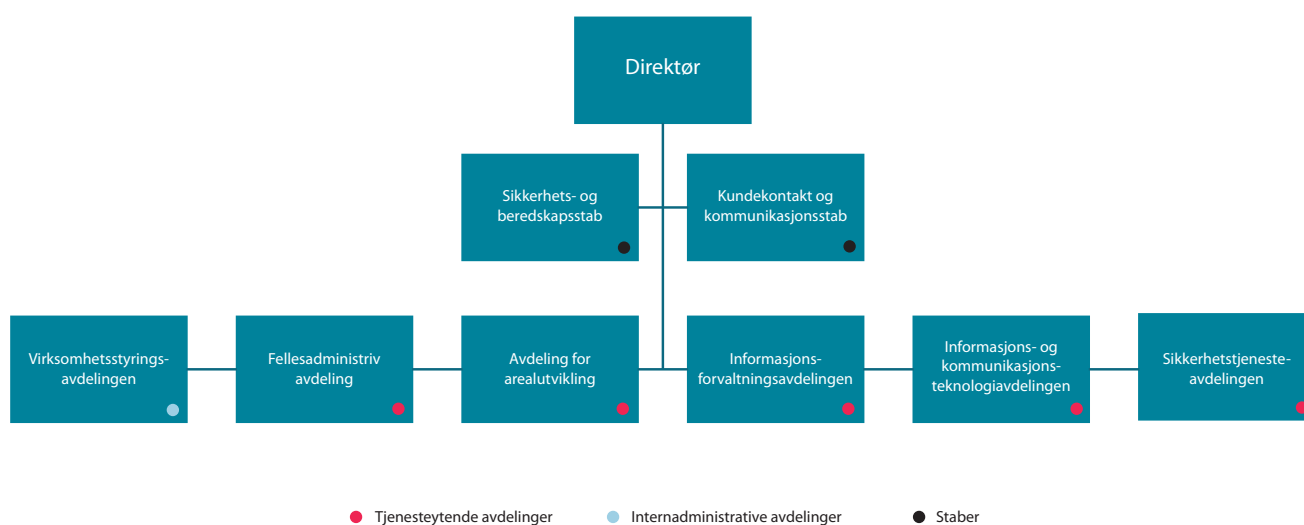 Direktør
Sikkerhets- og
beredskapsstab
Kundekontakt og
kommunikasjonsstab
Virksomhetsstyrings-
avdelingen
Fellesadministriv
avdeling
Avdeling for
arealutvikling
Informasjons-
forvaltningsavdelingen
Informasjons- og
kommunikasjons-
teknologiavdelingen
Sikkerhetstjeneste-
avdelingen
Tjenesteytende avdelinger
Internadministrative avdelinger
Staber